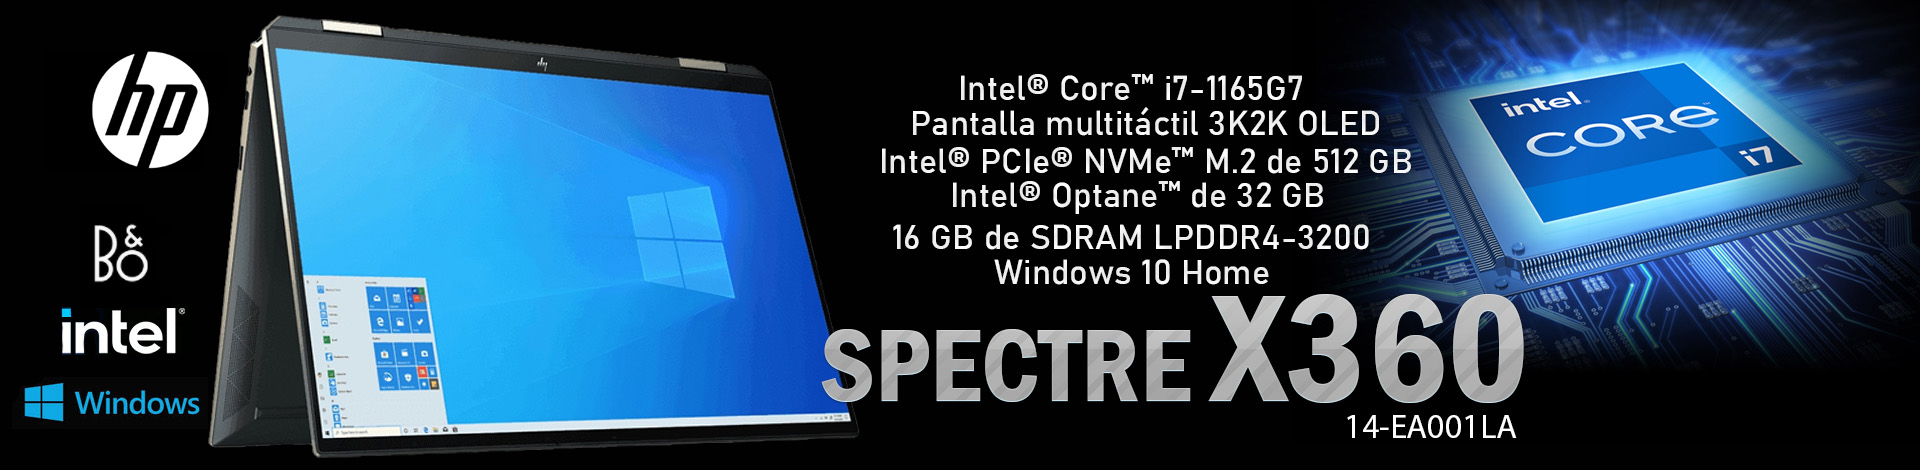 hp
B&O
intel®
Windows
hp
Intel® Core™ i7-1165G7
Pantalla multitáctil 3K2K OLED
Intel® PCIe® NVMe™ M.2 de 512 GB
Intel® Optane™ de 32 GB
16 GB de SDRAM LPDDR4-3200
Windows 10 Home
SPECTRE X360
14-EA001LA
intel.
CORE™
i7